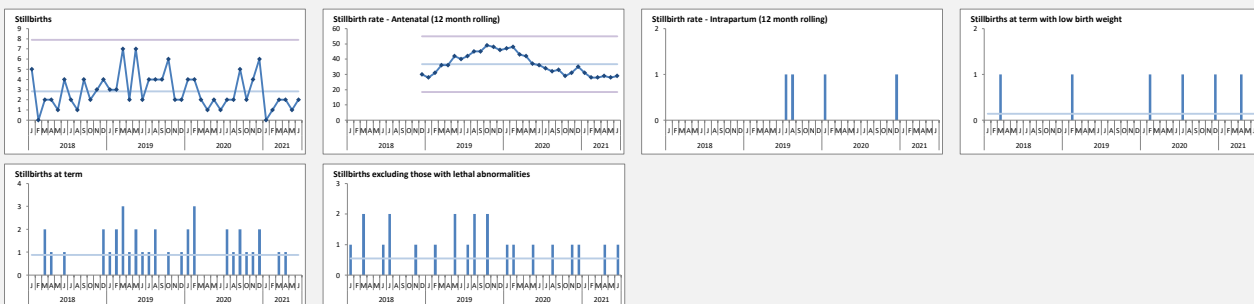 Stillbirths
9
8
7
6
5
4
3
2
1
0
J F M A M J J A S O N D J F M A M J J A S O N D J F M A M J J A S O N D J F M A M J
2018 2019 2020 2021
Stillbirth rate - Antenatal (12 month rolling)
60
50
40
30
20
10
0
J F M A M J J A S O N D J F M A M J J A S O N D J F M A M J J A S O N D J F M A M J
2018 2019 2020 2021
Stillbirth rate - Intrapartum (12 month rolling)
2
1
0
J F M A M J J A S O N D J F M A M J J A S O N D J F M A M J J A S O N D J F M A M J
2018 2019 2020 2021
Stillbirths at term with low birth weight
2
1
0
J F M A M J J A S O N D J F M A M J J A S O N D J F M A M J J A S O N D J F M A M J
2018 2019 2020 2021
Stillbirths at term
4
3
2
1
0
J F M A M J J A S O N D J F M A M J J A S O N D J F M A M J J A S O N D J F M A M J
2018 2019 2020 2021
Stillbirths excluding those with lethal abnormalities
3
2
1
0
J F M A M J J A S O N D J F M A M J J A S O N D J F M A M J J A S O N D J F M A M J
2018 2019 2020 2021